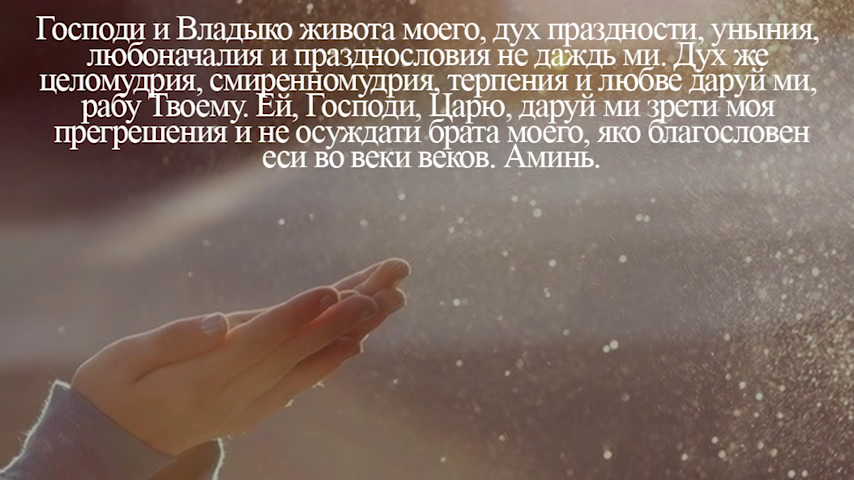 Господи и Владыко живота моего, дух праздности, уныния,
любоначалия и празднословия не даждь ми. Дух же
целомудрия, смиренномудрия, терпения и любве даруй ми,
рабу Твоему. Ей, Господи, Царю, даруй ми зрети моя
прегрешения и не осуждати брата моего, яко благословен
еси во веки веков. Аминь.